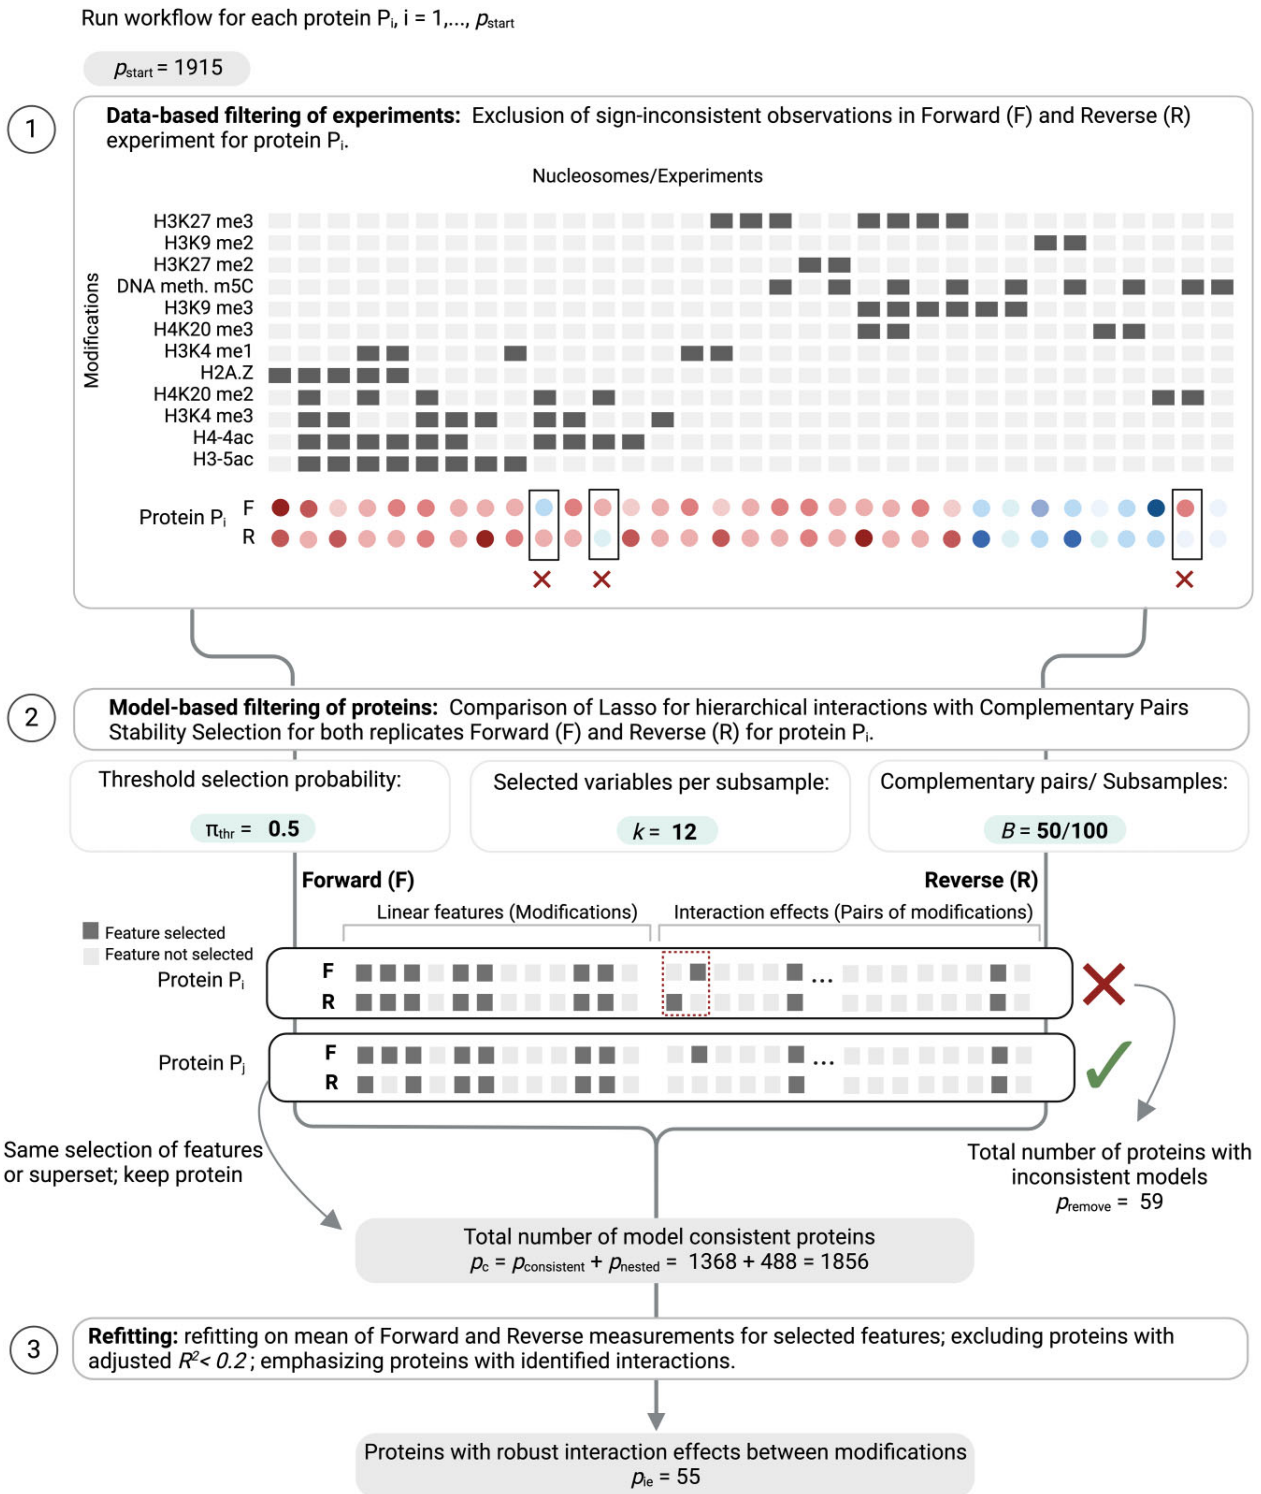 Run workflow for each protein Pi, i = 1,..., pstart
pstart = 1915
1
Data-based filtering of experiments: Exclusion of sign-inconsistent observations in Forward (F) and Reverse (R)
experiment for protein Pi.
Nucleosomes/Experiments
Modifications
H3K27 me3
H3K9 me2
H3K27 me2
DNA meth. m5C
H3K9 me3
H4K20 me3
H3K4 me1
H2A.Z
H4K20 me2
H3K4 me3
H4-4ac
H3-5ac
Protein Pi
F
R
2
Model-based filtering of proteins: Comparison of Lasso for hierarchical interactions with Complementary Pairs
Stability Selection for both replicates Forward (F) and Reverse (R) for protein Pi.
Threshold selection probability:
πthr = 0.5
Selected variables per subsample:
k = 12
Complementary pairs/ Subsamples:
B = 50/100
Forward (F)
Reverse (R)
Linear features (Modifications)
Interaction effects (Pairs of modifications)
Feature selected
Feature not selected
Protein Pi
F
...
R
Protein Pj
F
...
R
Same selection of features
or superset; keep protein
Total number of proteins with
inconsistent models
premove = 59
Total number of model consistent proteins
pc = pconsistent + pnested = 1368 + 488 = 1856
3
Refitting: refitting on mean of Forward and Reverse measurements for selected features; excluding proteins with
adjusted R²< 0.2 ; emphasizing proteins with identified interactions.
Proteins with robust interaction effects between modifications
pie = 55